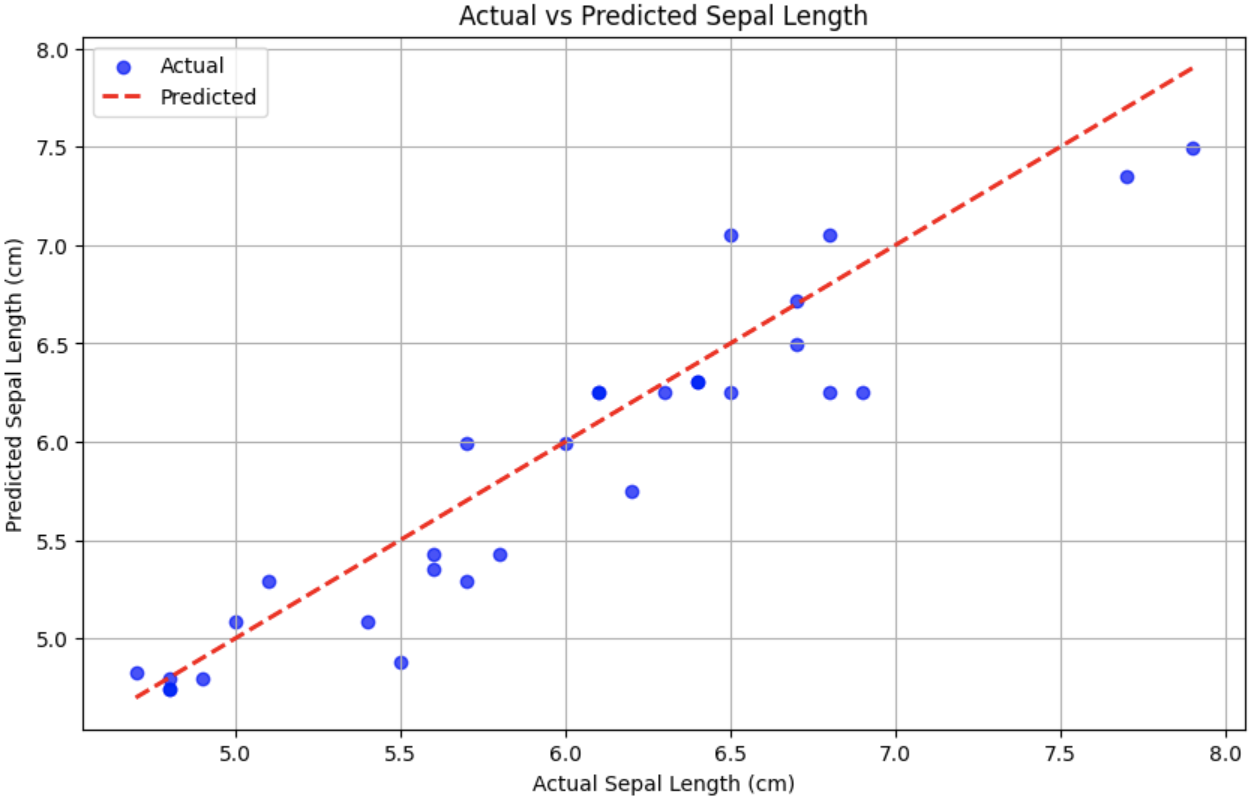 Actual vs Predicted Sepal Length
Actual
Predicted
Predicted Sepal Length (cm)
8.0
7.5
7.0
6.5
6.0
5.5
5.0
5.0
5.5
6.0
6.5
7.0
7.5
8.0
Actual Sepal Length (cm)